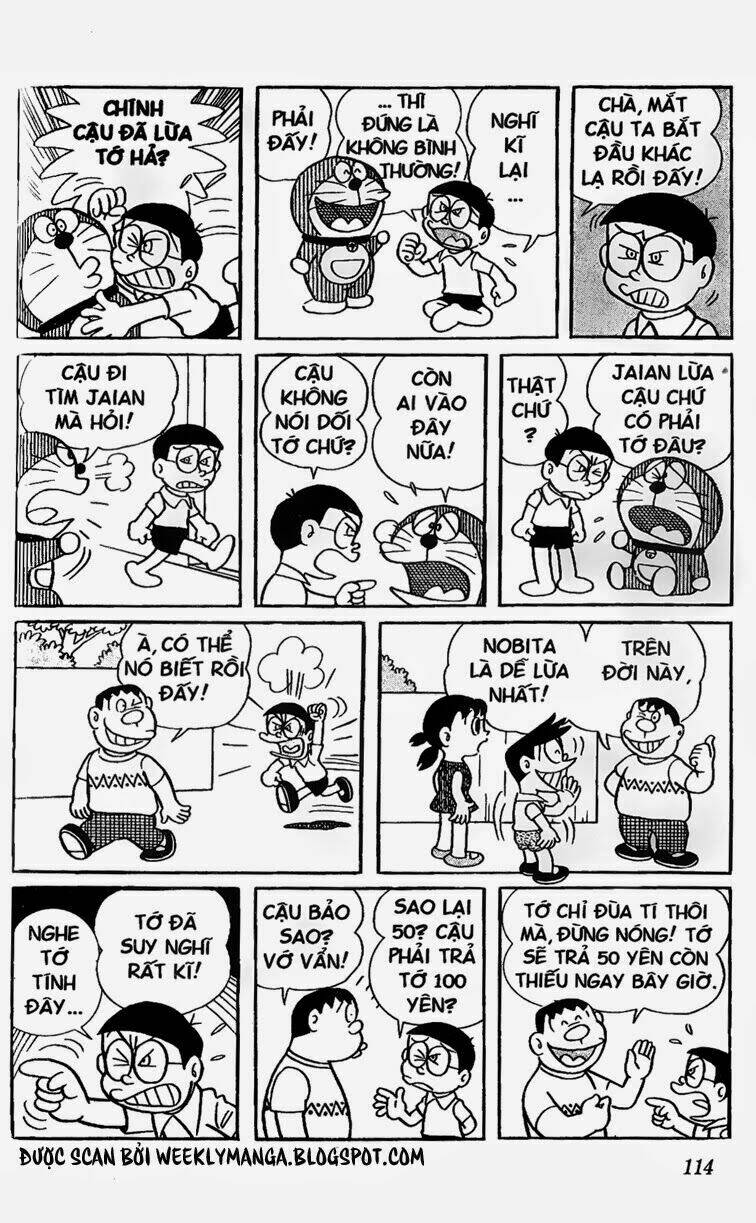 CHÀ, MẮT
CẬU TA BẮT
ĐẦU KHÁC
LẠ RỒI ĐẤY!
NGHĨ
KĨ LẠI
...
... THÌ
ĐÚNG LÀ
KHÔNG BÌNH
THƯỜNG!
PHẢI
ĐẤY!
CHÍNH
CẬU ĐÃ LỪA
TỚ HẢ?
JAIAN LỪA
CẬU CHỨ
CÓ PHẢI
TỚ ĐÂU?
THẬT
CHỨ
?
CÒN
AI VÀO
ĐÂY
NỮA!
CẬU
KHÔNG
NÓI DỐI
TỚ CHỨ?
CẬU ĐI
TÌM JAIAN
MÀ HỎI!
TRÊN
ĐỜI NÀY,
NOBITA
LÀ DỄ LỪA
NHẤT!
À, CÓ THỂ
NÓ BIẾT RỒI
ĐẤY!
TỚ CHỈ ĐÙA TÍ THÔI
MÀ, ĐỪNG NÓNG! TỚ
SẼ TRẢ 50 YÊN CÒN
THIẾU NGAY BÂY GIỜ.
SAO LẠI
50? CẬU
PHẢI TRẢ
TỚ 100
YÊN?
CẬU BẢO
SAO?
VỚ VẨN!
TỚ ĐÃ
SUY NGHĨ
RẤT KĨ!
NGHE
TỚ
TÍNH
ĐÂY...
ĐƯỢC SCAN BỞI WEEKLYMANGA.BLOGSPOT.COM
114